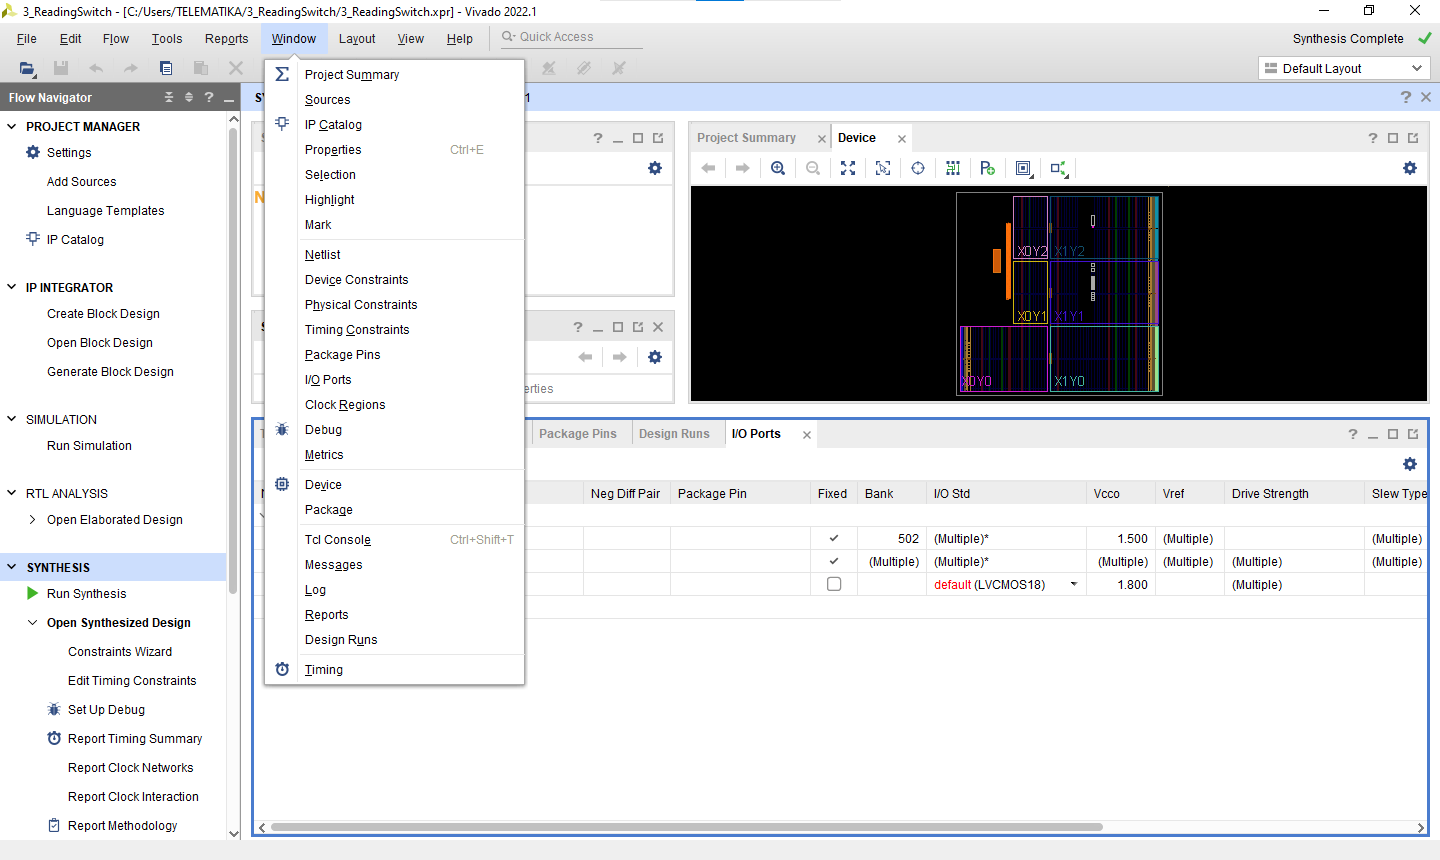 3_ReadingSwitch - [C:/Users/TELEMATIKA/3_ReadingSwitch/3_ReadingSwitch.xpr] - Vivado 2022.1
File Edit Flow Tools Reports Window Layout View Help Quick Access Synthesis Complete
Default Layout
Flow Navigator
PROJECT MANAGER
Settings
Add Sources
Language Templates
IP Catalog
IP INTEGRATOR
Create Block Design
Open Block Design
Generate Block Design
SIMULATION
Run Simulation
RTL ANALYSIS
Open Elaborated Design
SYNTHESIS
Run Synthesis
Open Synthesized Design
Constraints Wizard
Edit Timing Constraints
Set Up Debug
Report Timing Summary
Report Clock Networks
Report Clock Interaction
Report Methodology
Project Summary
Sources
IP Catalog
Properties Ctrl+E
Selection
Highlight
Mark
Netlist
Device Constraints
Physical Constraints
Timing Constraints
Package Pins
I/O Ports
Clock Regions
Debug
Metrics
Device
Package
Tcl Console Ctrl+Shift+T
Messages
Log
Reports
Design Runs
Timing
1
Project Summary Device
X0Y2 X1Y2
X0Y1 X1Y1
X0Y0 X1Y0
erties
Package Pins Design Runs I/O Ports
Neg Diff Pair Package Pin Fixed Bank I/O Std Vcco Vref Drive Strength Slew Type
502 (Multiple)* 1.500 (Multiple) (Multiple)
(Multiple) (Multiple)* (Multiple) (Multiple) (Multiple) (Multiple)
default (LVCMOS18) 1.800 (Multiple)